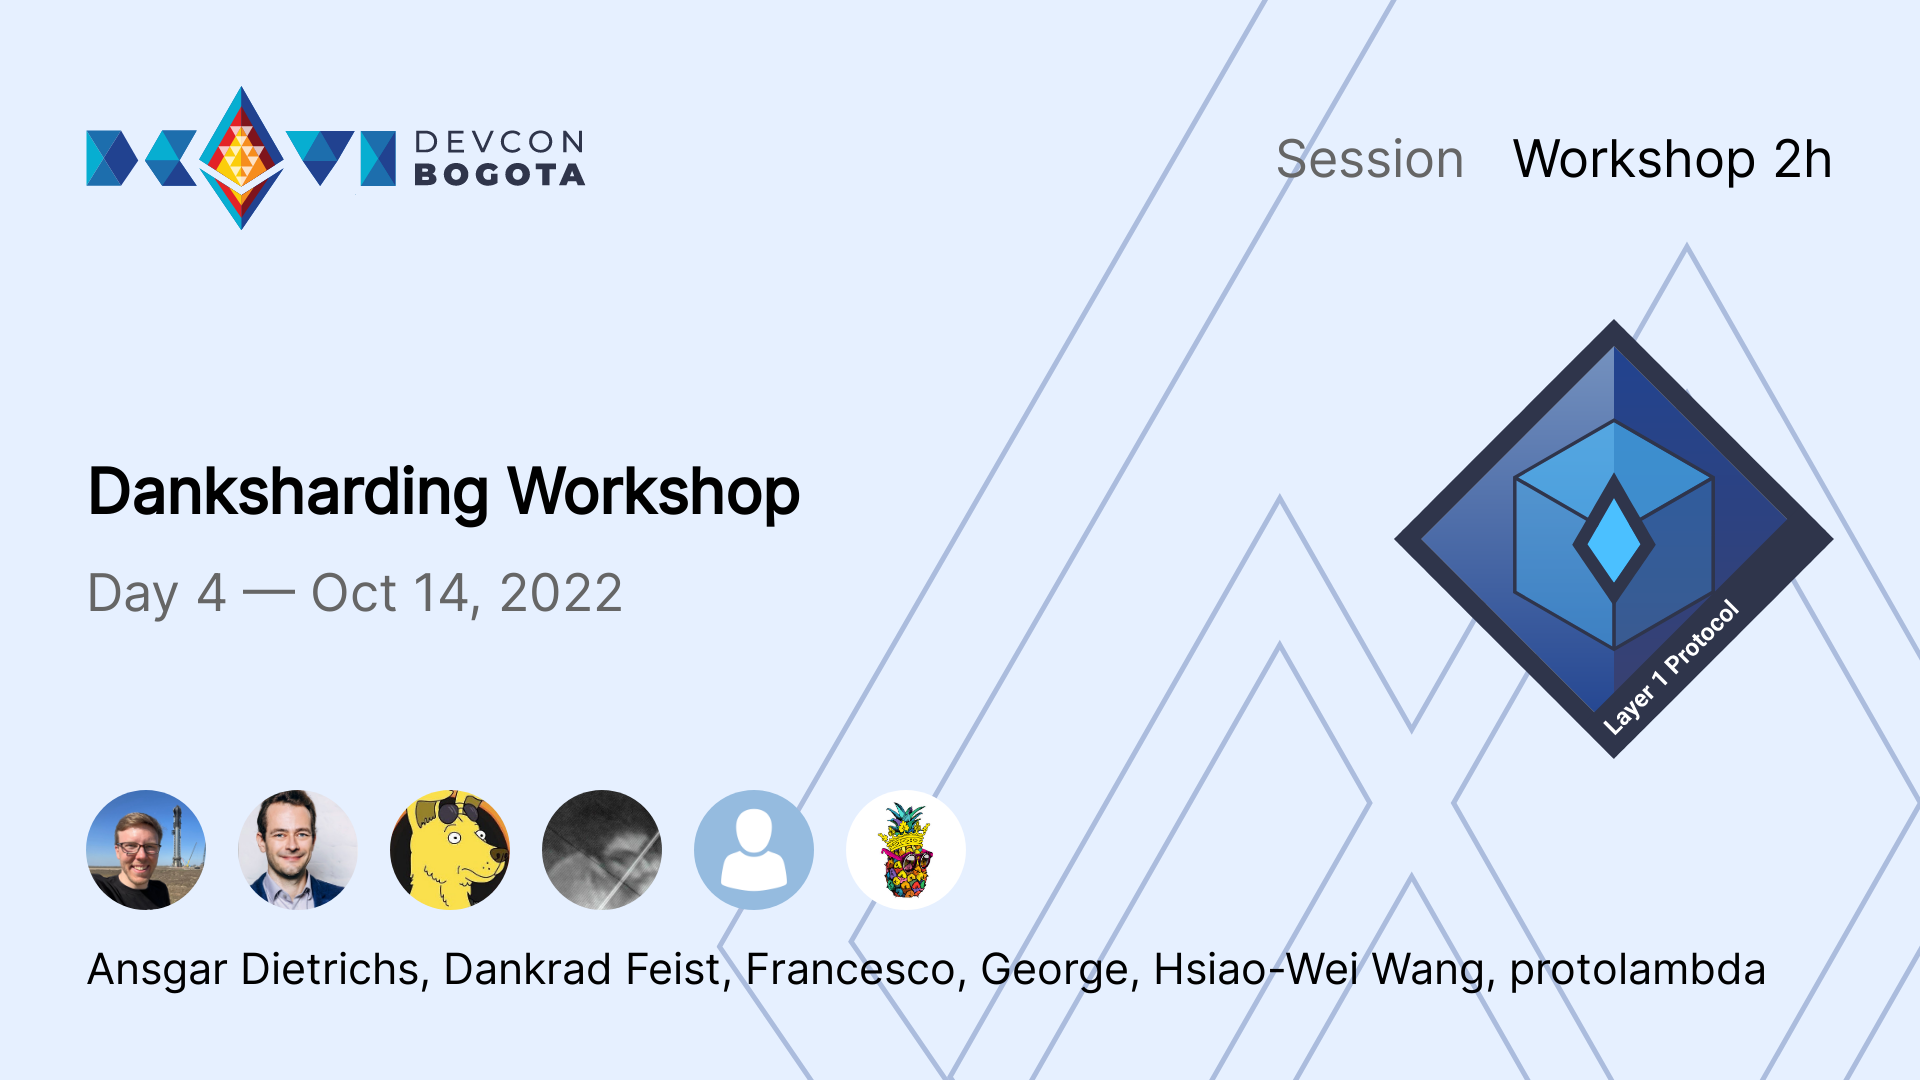 DEVCON
BOGOTA
Session Workshop 2h
Danksharding Workshop
Day 4 — Oct 14, 2022
Layer 1 Protocol
Ansgar Dietrichs, Dankrad Feist, Francesco, George, Hsiao-Wei Wang, protolambda